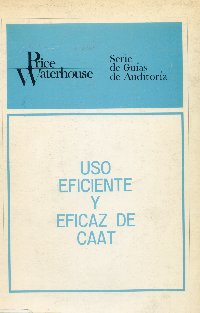 Price
Waterhouse
Serie
de Guías
de Auditoría
USO
EFICIENTE
Y
EFICAZ DE
CAAT